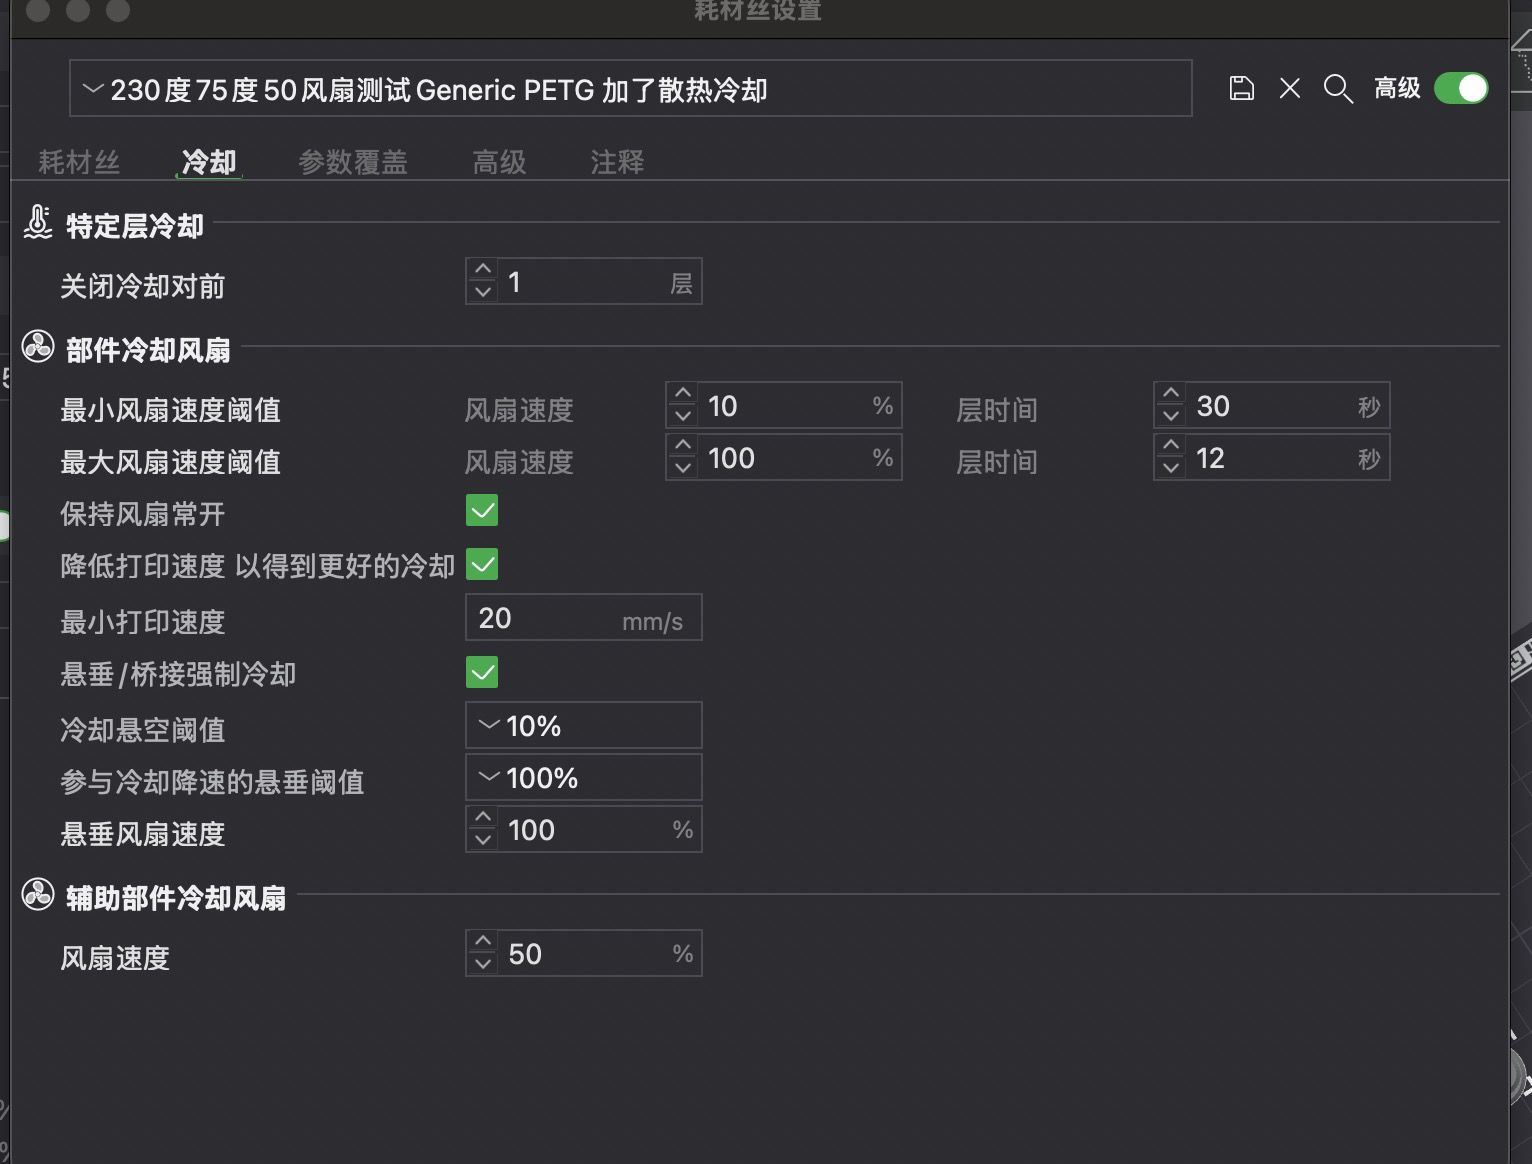 耗材丝设置
230度75度50风扇测试Generic PETG 加了散热冷却
高级
耗材丝 冷却 参数覆盖 高级 注释
特定层冷却
关闭冷却对前 1 层
部件冷却风扇
最小风扇速度阈值 风扇速度 10 % 层时间 30 秒
最大风扇速度阈值 风扇速度 100 % 层时间 12 秒
保持风扇常开
降低打印速度 以得到更好的冷却
最小打印速度 20 mm/s
悬垂/桥接强制冷却
冷却悬空阈值 10%
参与冷却降速的悬垂阈值 100%
悬垂风扇速度 100 %
辅助部件冷却风扇
风扇速度 50 %
%
%